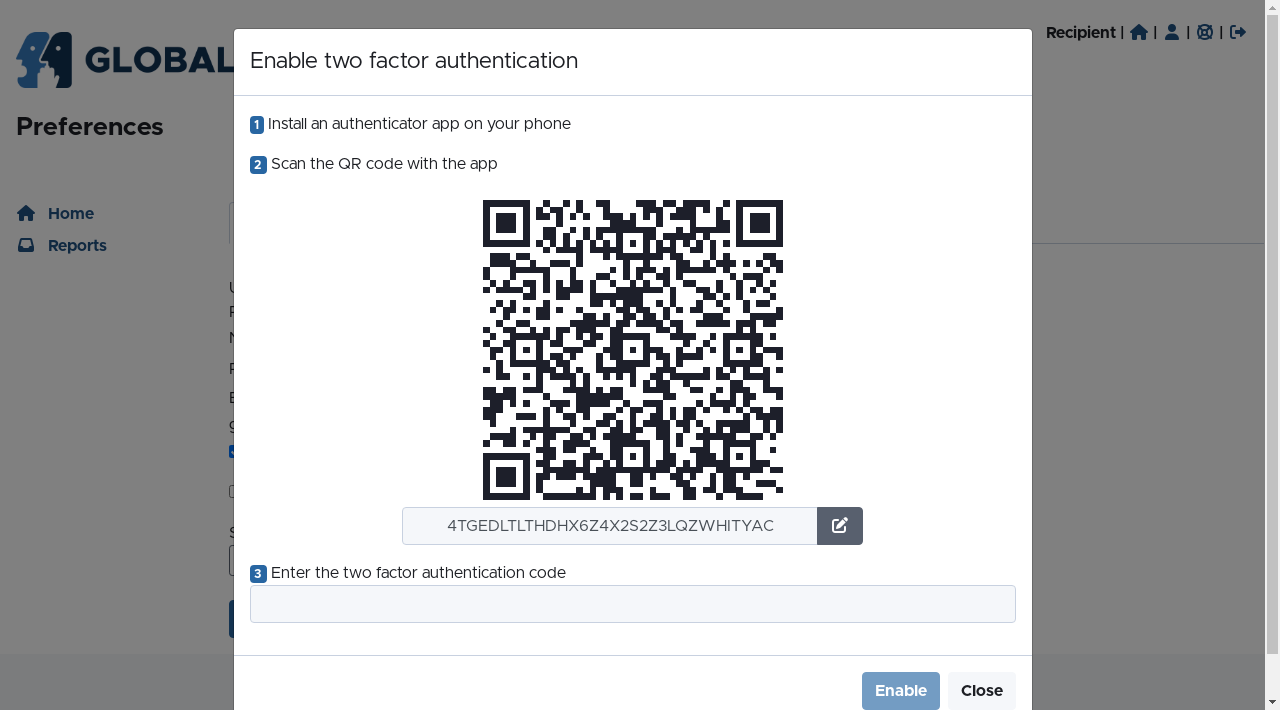 Recipient | | | |
GLOBAL
Enable two factor authentication
Preferences
1 Install an authenticator app on your phone
2 Scan the QR code with the app
Home
Reports
4TGEDLTLTHDHX6Z4X2S2Z3LQZWHITYAC
3 Enter the two factor authentication code
Enable
Close